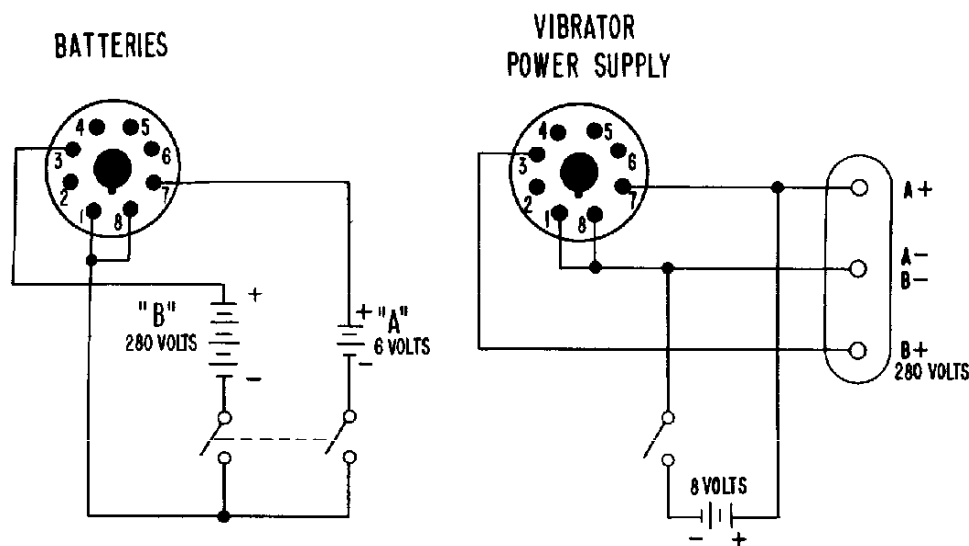 BATTERIES
4
5
3
6
2
7
1
8
+
"B"
280 VOLTS
-
+
"A"
6 VOLTS
-
VIBRATOR
POWER SUPPLY
4
5
3
6
2
7
1
8
A+
A-
B-
B+
280 VOLTS
8 VOLTS
- +